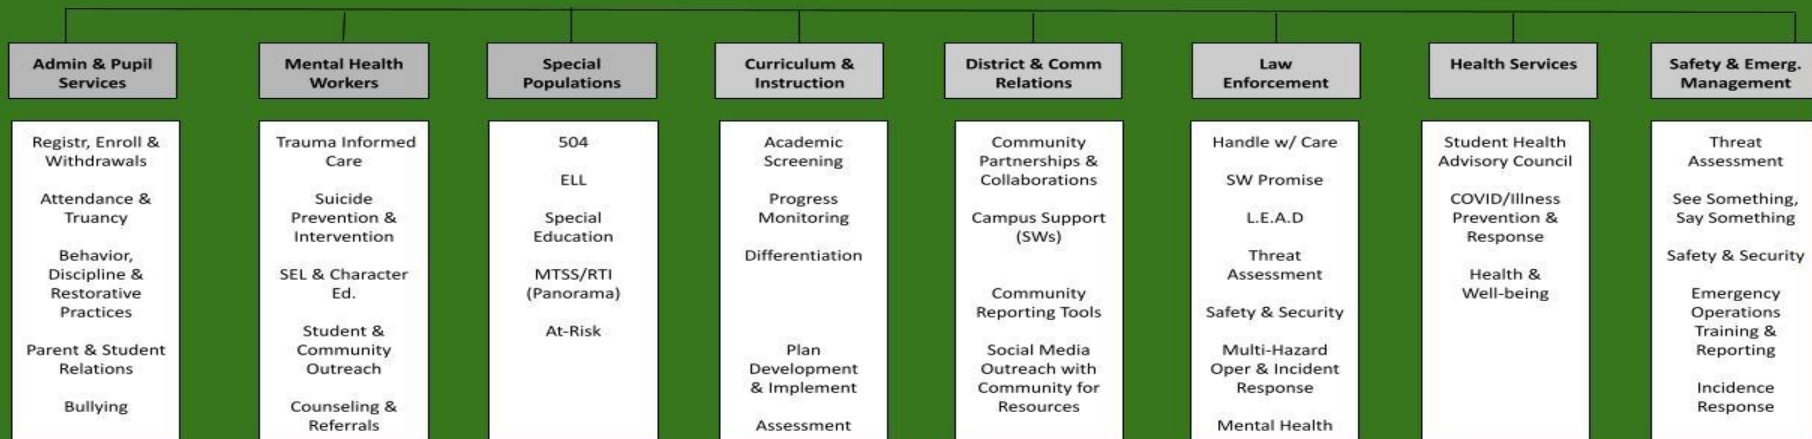 Admin & Pupil
Services
Mental Health
Workers
Special
Populations
Curriculum &
Instruction
District & Comm
Relations
Law
Enforcement
Health Services
Safety & Emerg.
Management
Registr, Enroll &
Withdrawals
Attendance &
Truancy
Behavior,
Discipline &
Restorative
Practices
Parent & Student
Relations
Bullying
Trauma Informed
Care
Suicide
Prevention &
Intervention
SEL & Character
Ed.
Student &
Community
Outreach
Counseling &
Referrals
504
ELL
Special
Education
MTSS/RTI
(Panorama)
At-Risk
Academic
Screening
Progress
Monitoring
Differentiation
Plan
Development
& Implement
Assessment
Community
Partnerships &
Collaborations
Campus Support
(SWs)
Community
Reporting Tools
Social Media
Outreach with
Community for
Resources
Handle w/ Care
SW Promise
L.E.A.D
Threat
Assessment
Safety & Security
Multi-Hazard
Oper & Incident
Response
Mental Health
Student Health
Advisory Council
COVID/Illness
Prevention &
Response
Health &
Well-being
Threat
Assessment
See Something,
Say Something
Safety & Security
Emergency
Operations
Training &
Reporting
Incidence
Response